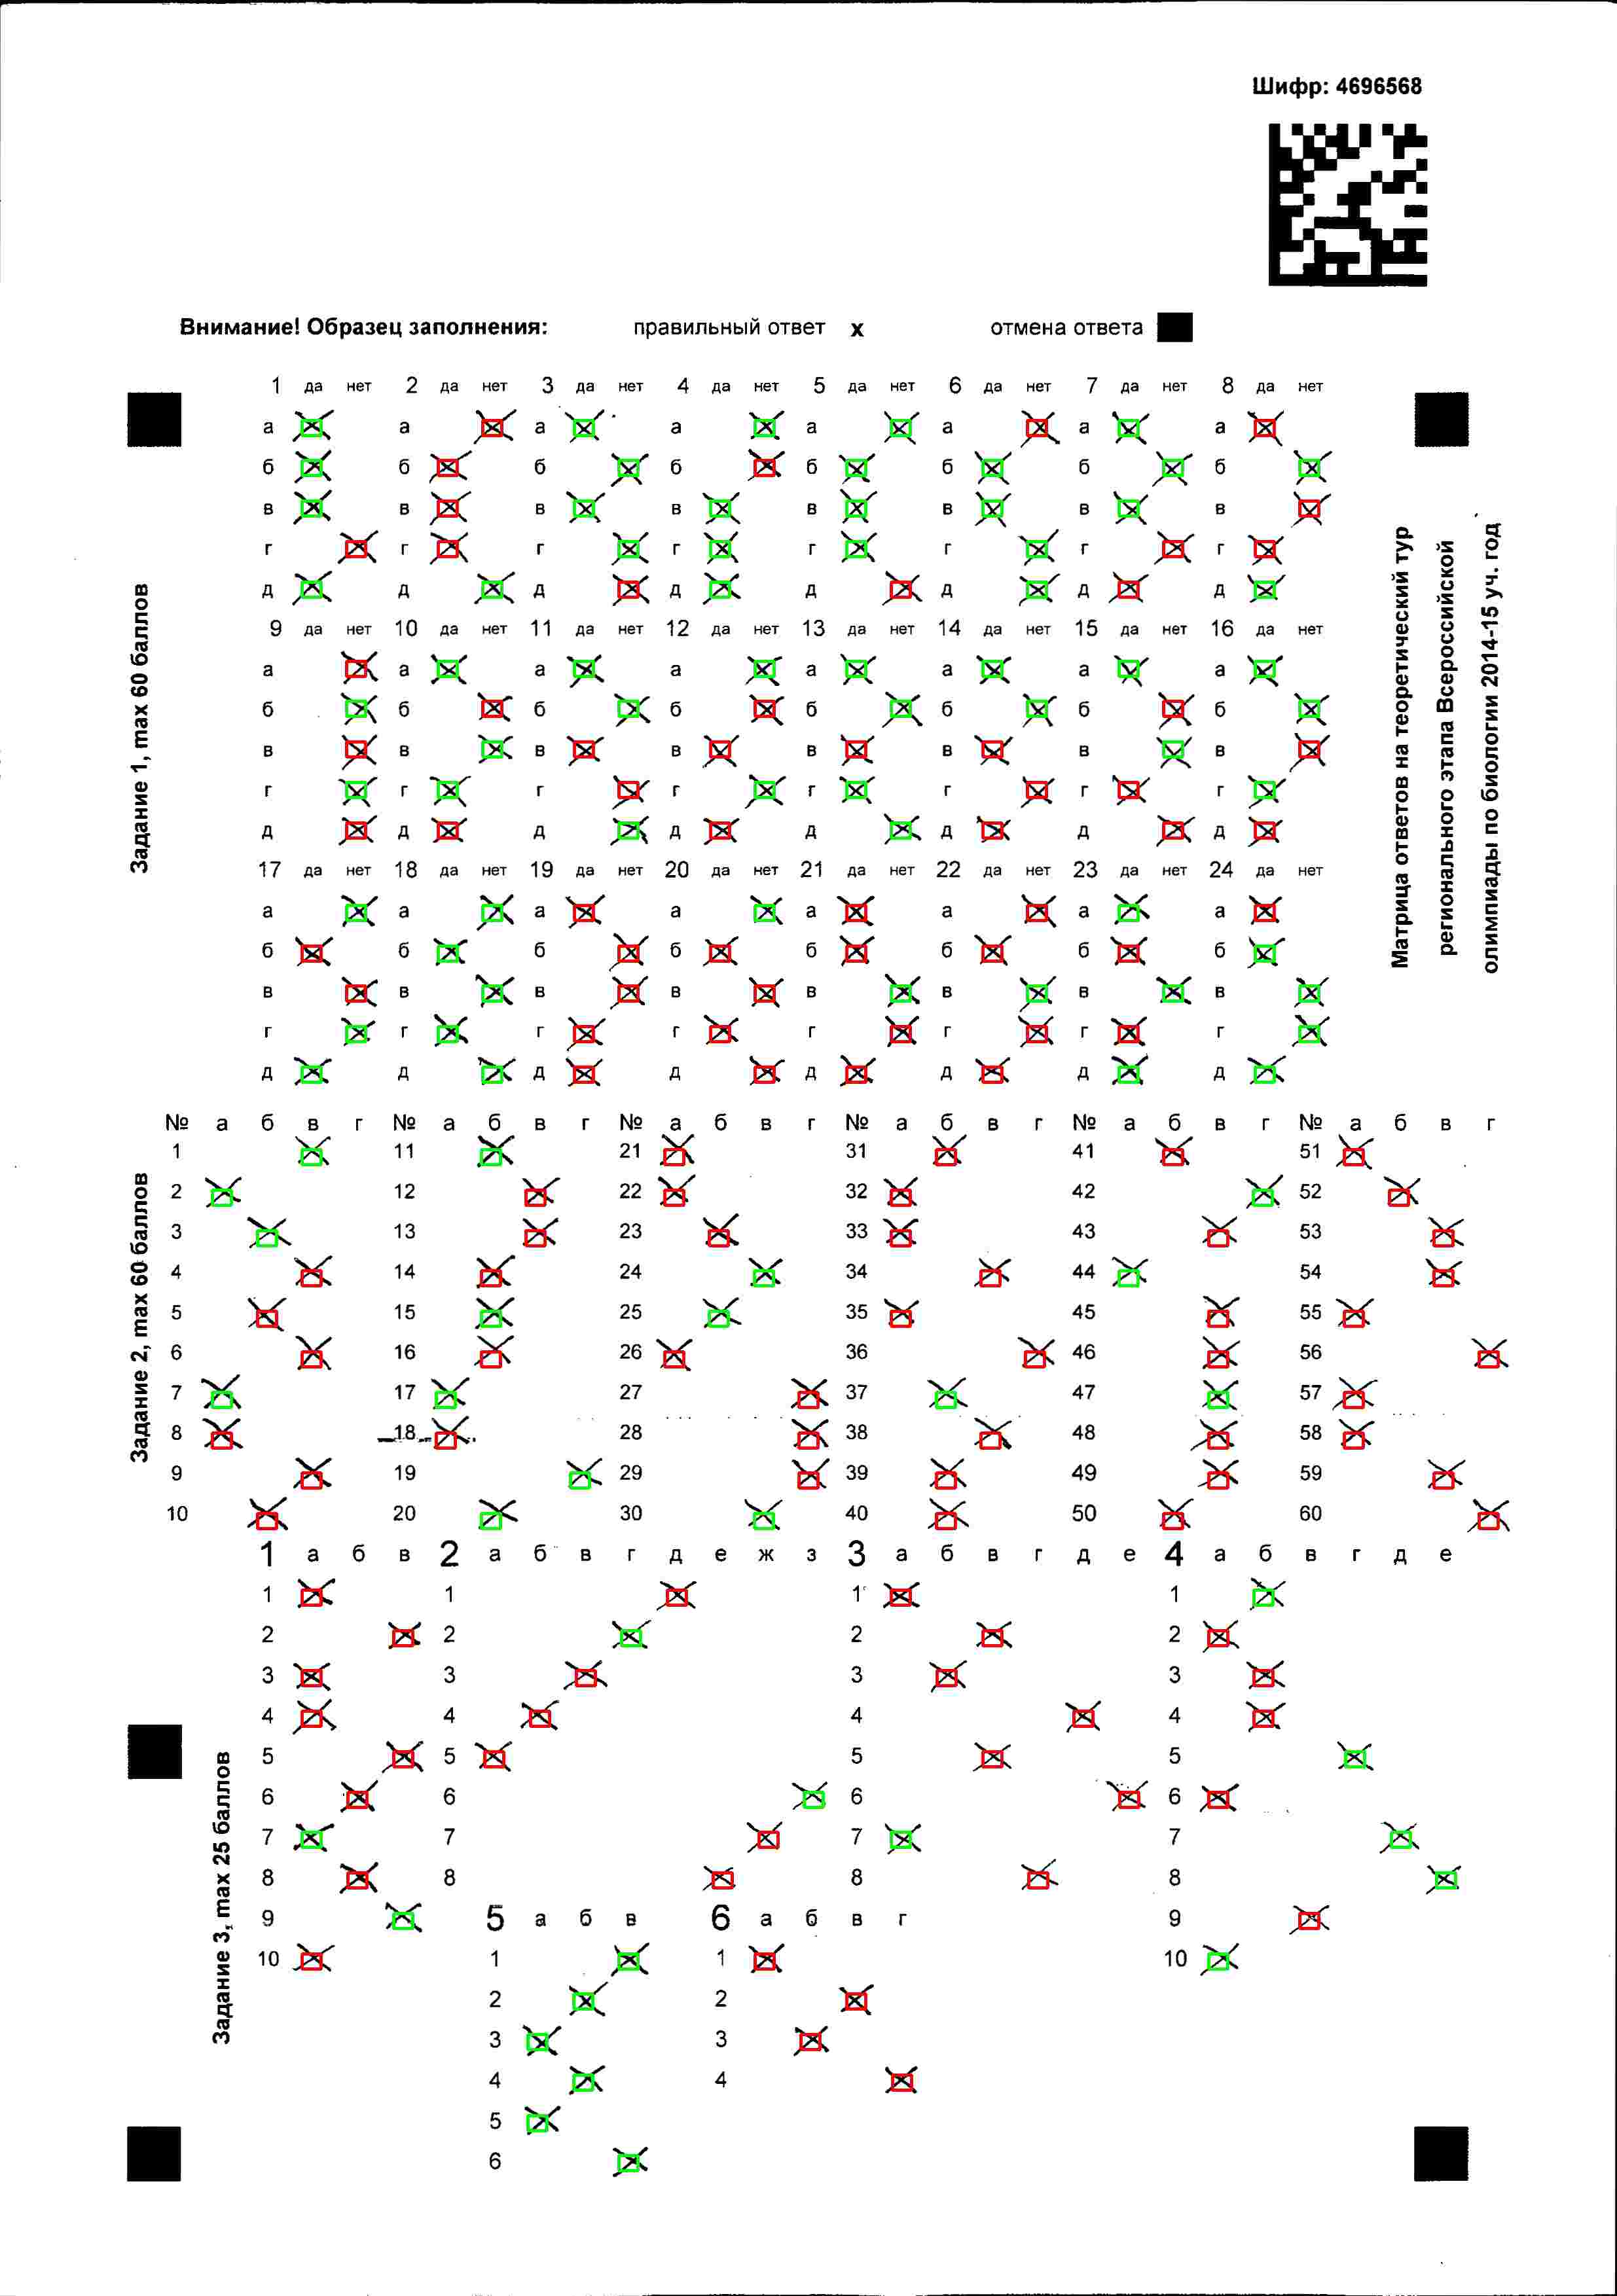 Шифр: 4696568
Внимание! Образец заполнения: правильный ответ x отмена ответа
1 да нет 2 да нет 3 да нет 4 да нет 5 да нет 6 да нет 7 да нет 8 да нет
а а а а а а а а
б б б б б б б б
в в в в в в в в
г г г г г г г г
д д д д д д д д
9 да нет 10 да нет 11 да нет 12 да нет 13 да нет 14 да нет 15 да нет 16 да нет
а а а а а а а а
б б б б б б б б
в в в в в в в в
г г г г г г г г
д д д д д д д д
17 да нет 18 да нет 19 да нет 20 да нет 21 да нет 22 да нет 23 да нет 24 да нет
а а а а а а а а
б б б б б б б б
в в в в в в в в
г г г г г г г г
д д д д д д д д
Задание 1, max 60 баллов
Матрица ответов на теоретический тур
регионального этапа Всероссийской
олимпиады по биологии 2014-15 уч. год
№ а б в г № а б в г № а б в г № а б в г № а б в г № а б в г
1 11 21 31 41 51
2 12 22 32 42 52
3 13 23 33 43 53
4 14 24 34 44 54
5 15 25 35 45 55
6 16 26 36 46 56
7 17 27 37 47 57
8 18 28 38 48 58
9 19 29 39 49 59
10 20 30 40 50 60
Задание 2, max 60 баллов
1 а б в 2 а б в г д е ж з 3 а б в г д е 4 а б в г д е
1 1 1 1
2 2 2 2
3 3 3 3
4 4 4 4
5 5 5 5
6 6 6 6
7 7 7 7
8 8 8 8
9 5 а б в 6 а б в г 9
10 1 1 10
2 2
3 3
4 4
5
6
Задание 3, max 25 баллов